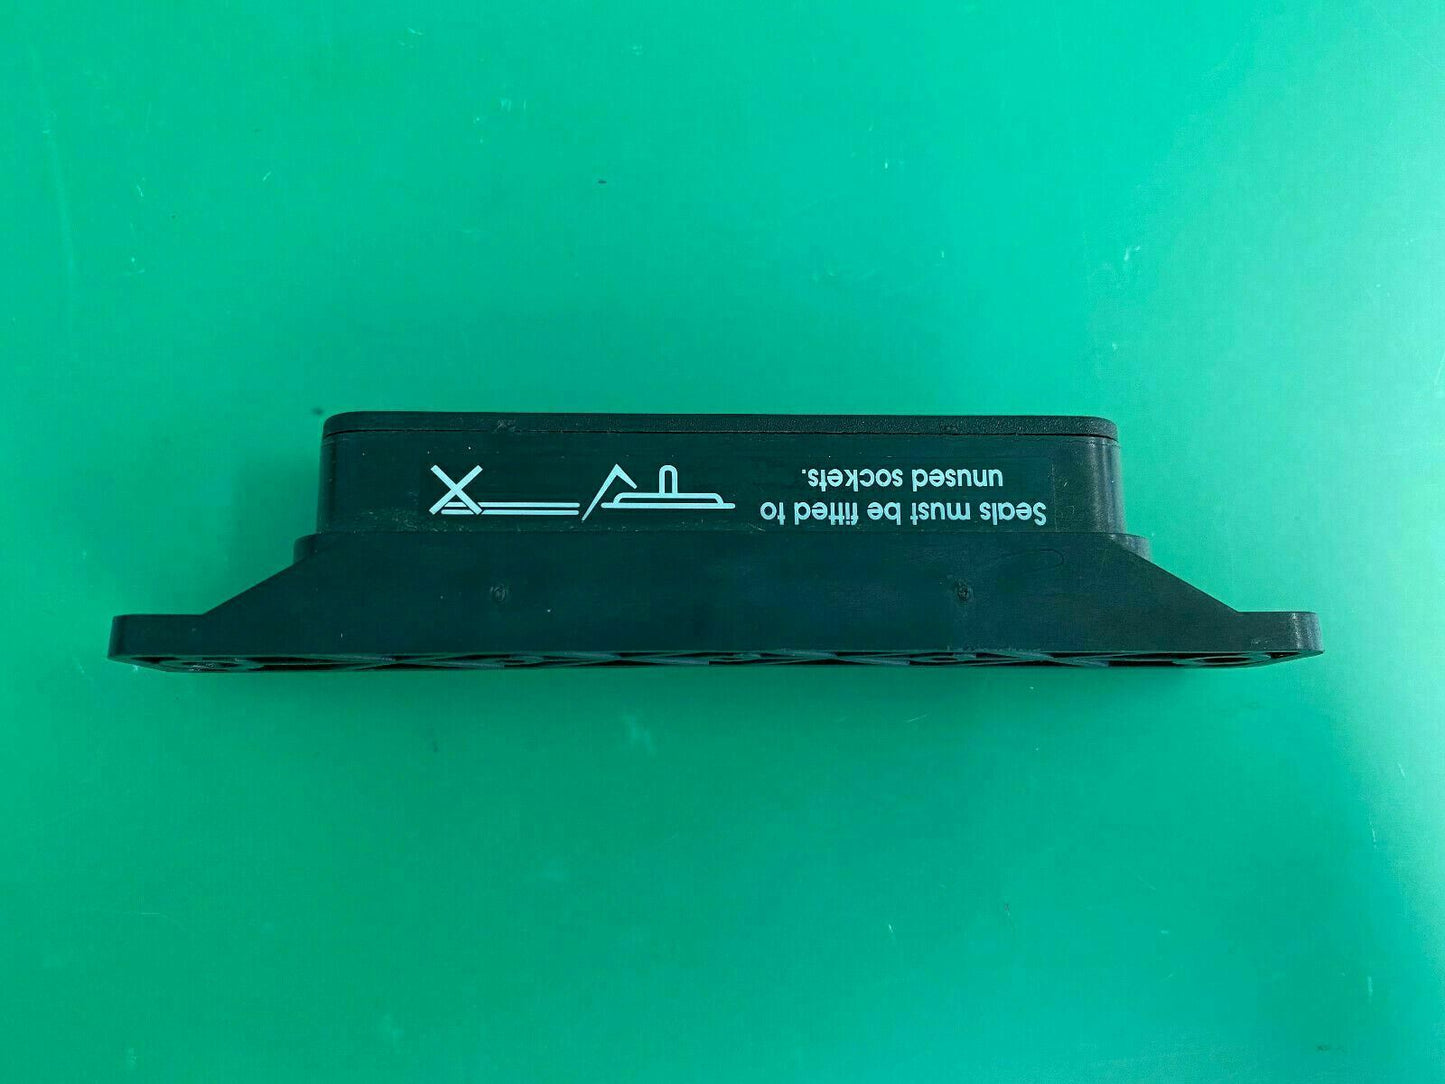 Seals must be fitted to
unused sockets.